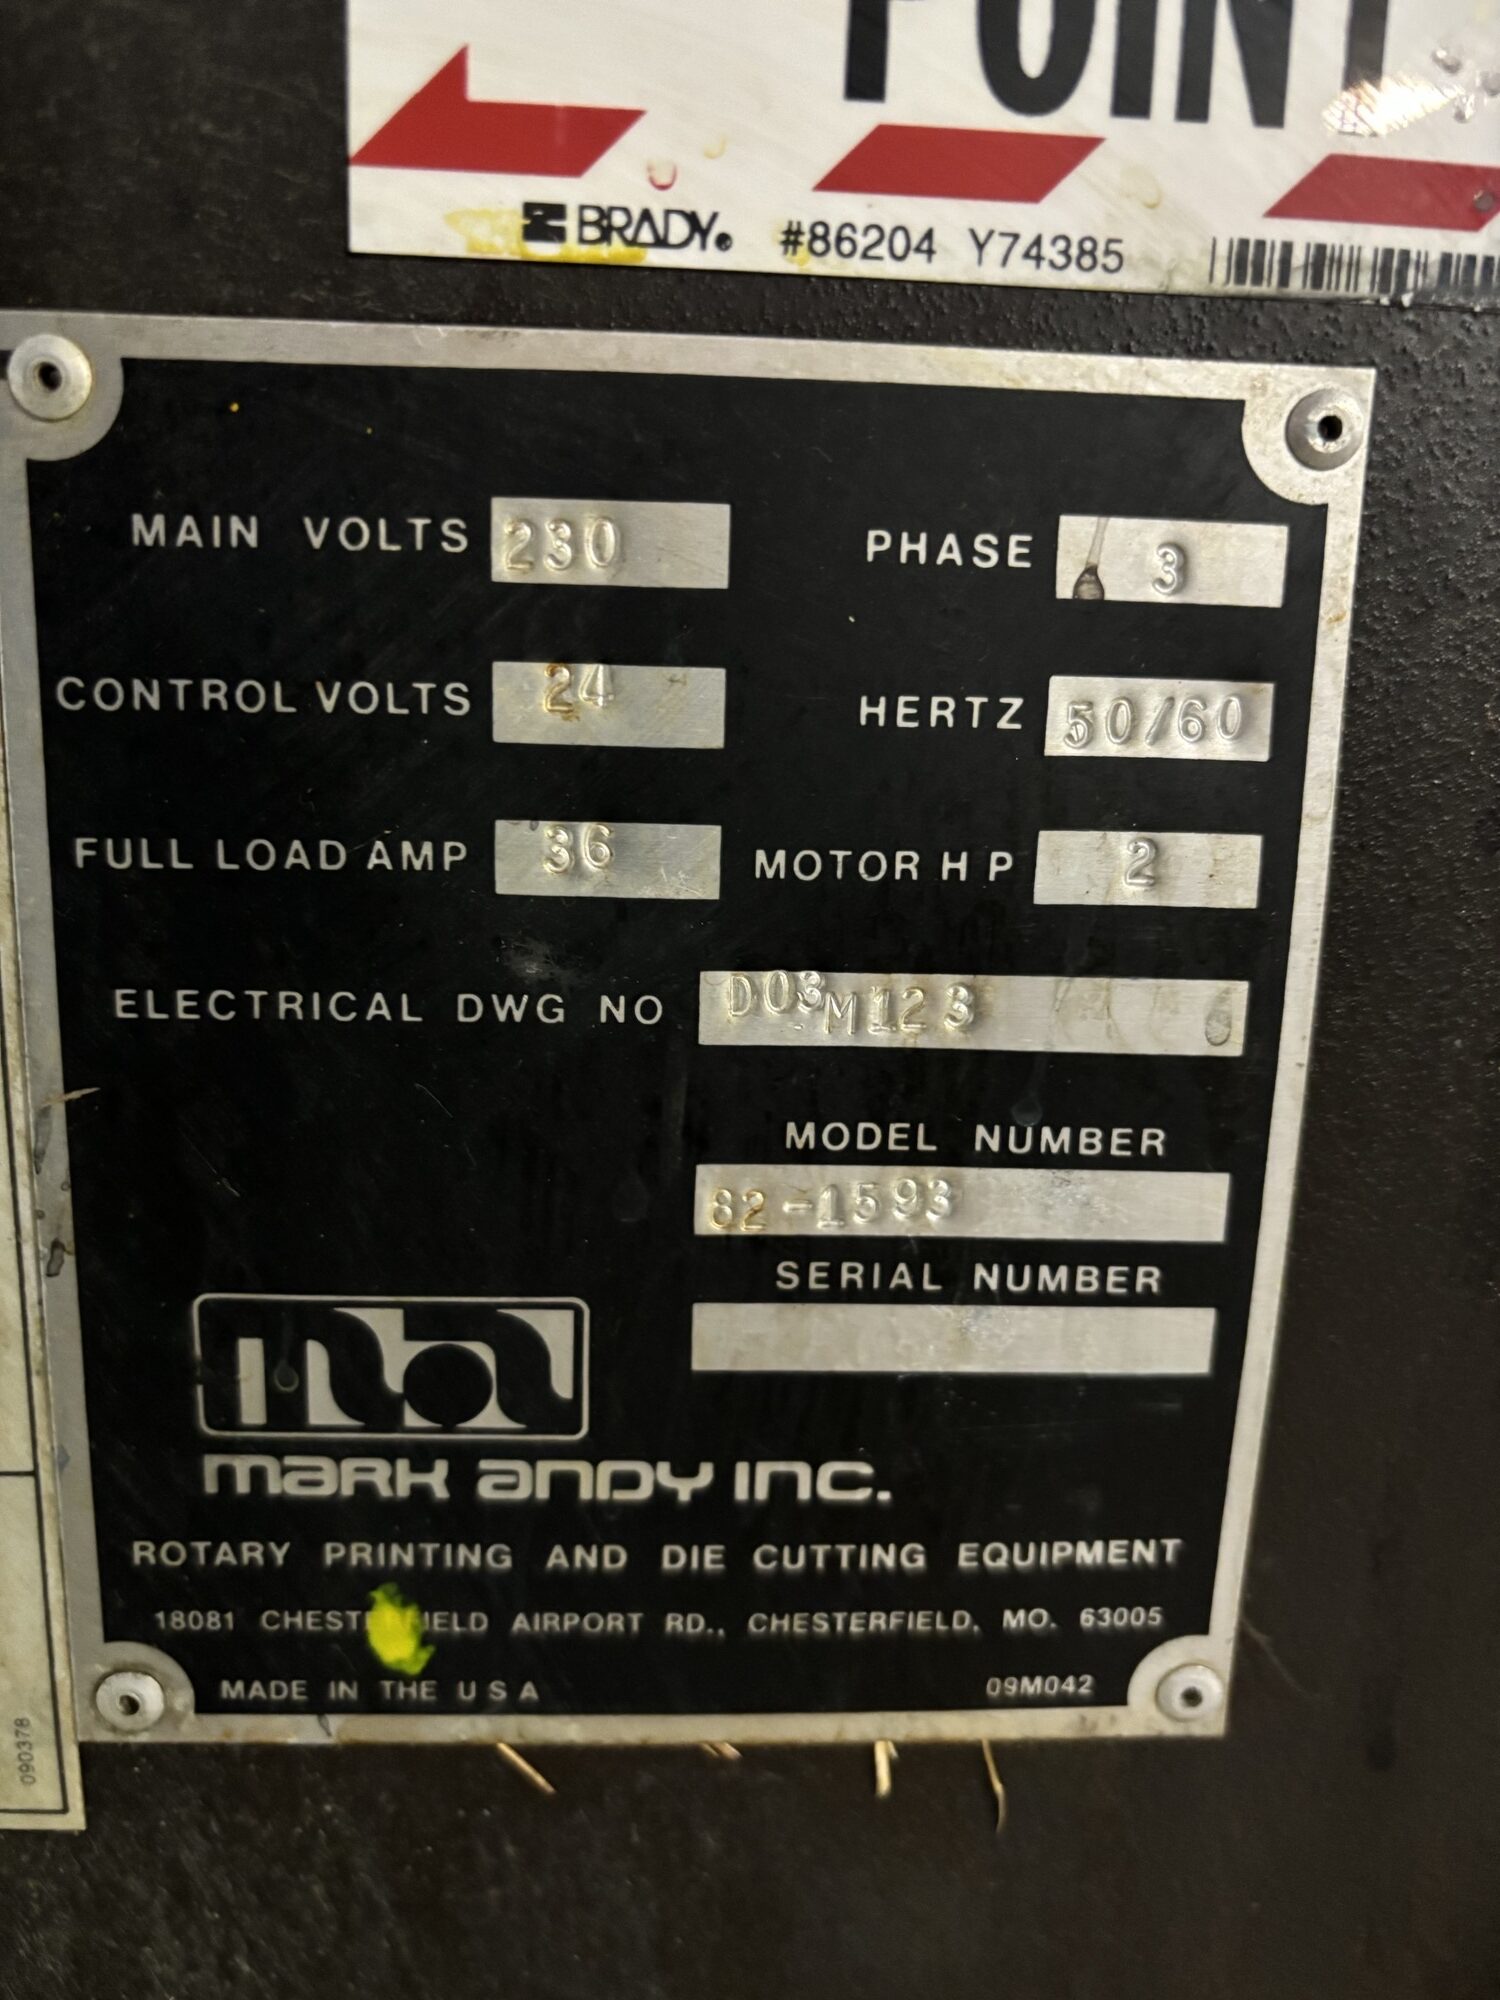 POINT
BRADY. #86204 Y74385
MAIN VOLTS 230 PHASE 3
CONTROL VOLTS 24 HERTZ 50/60
FULL LOAD AMP 36 MOTOR H P 2
ELECTRICAL DWG NO D03M123
MODEL NUMBER
82-1593
SERIAL NUMBER
MARK ANDY INC.
ROTARY PRINTING AND DIE CUTTING EQUIPMENT
18081 CHESTERFIELD AIRPORT RD., CHESTERFIELD, MO. 63005
MADE IN THE U S A 09M042
090378